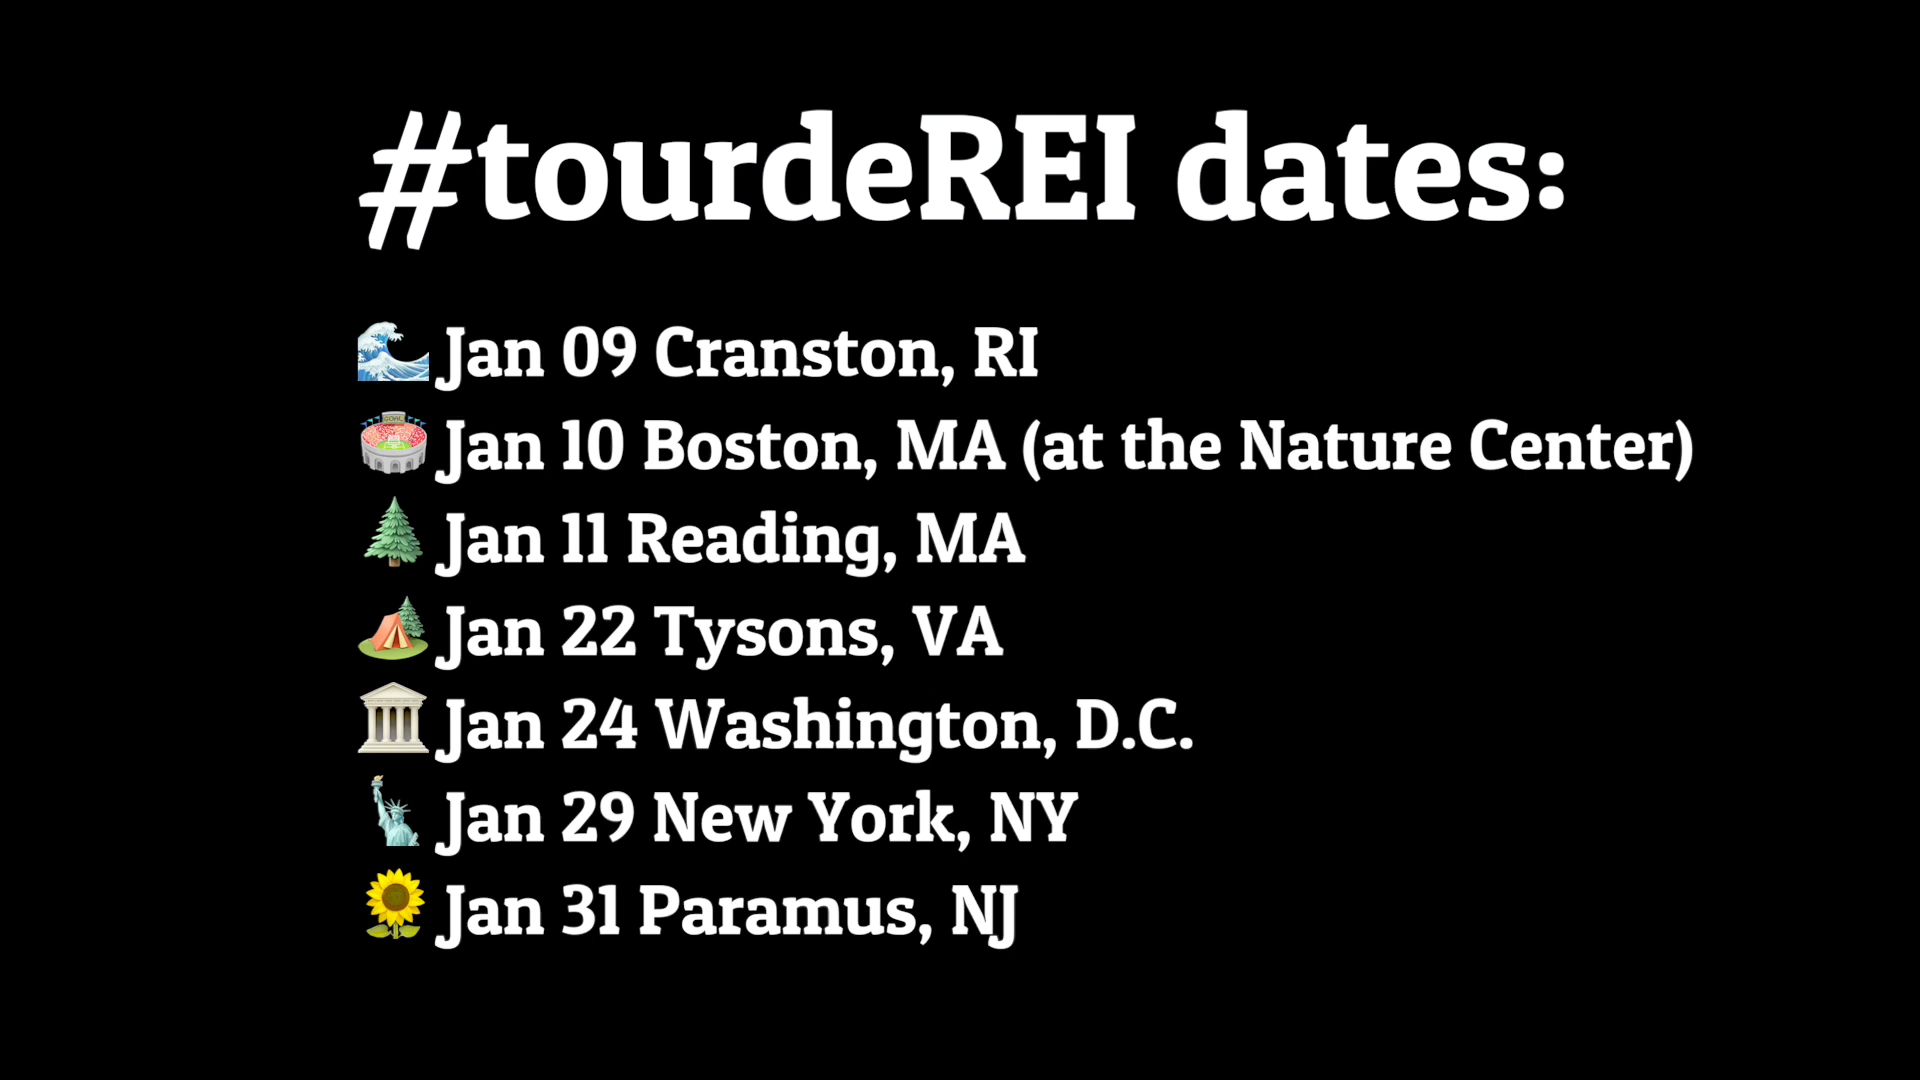 #tourdeREI dates:
🌊 Jan 09 Cranston, RI
🏟️ Jan 10 Boston, MA (at the Nature Center)
🌲 Jan 11 Reading, MA
🏕️ Jan 22 Tysons, VA
🏛️ Jan 24 Washington, D.C.
🗽 Jan 29 New York, NY
🌻 Jan 31 Paramus, NJ